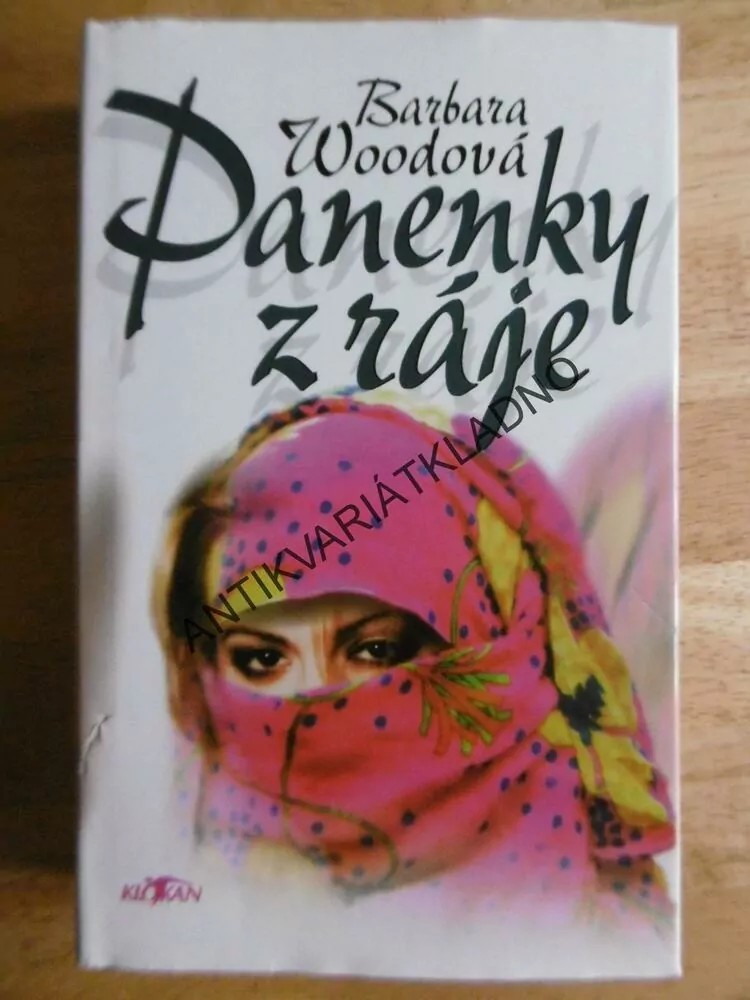 Barbara
Woodová
Panenky
z ráje
ANTIKVARIÁTKLADNO
KLOKAN